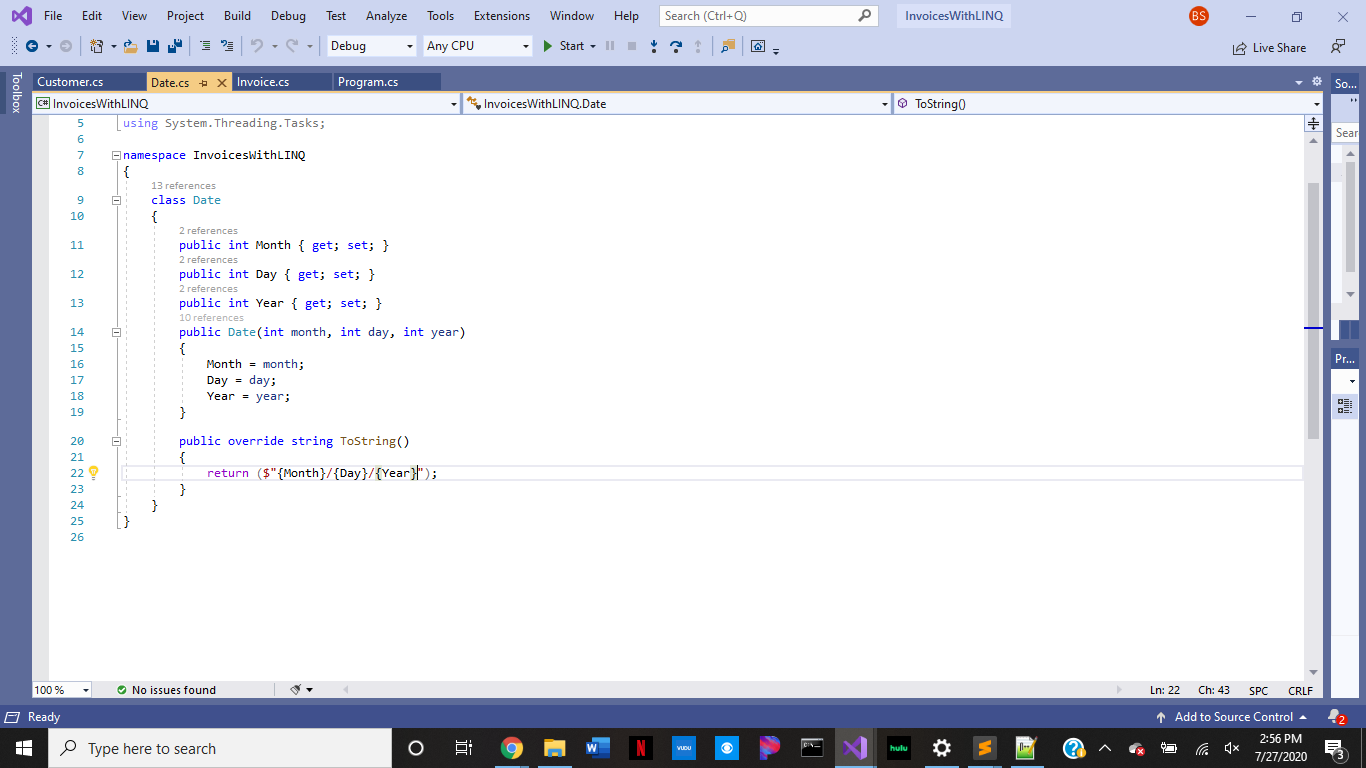 File Edit View Project Build Debug Test Analyze Tools Extensions Window Help Search (Ctrl+Q) InvoicesWithLINQ BS
Debug Any CPU Start Live Share
Toolbox
Customer.cs Date.cs Invoice.cs Program.cs So...
C# InvoicesWithLINQ InvoicesWithLINQ.Date ToString()
5 using System.Threading.Tasks; Sear
6
7 namespace InvoicesWithLINQ
8 {
13 references
9 class Date
10 {
2 references
11 public int Month { get; set; }
2 references
12 public int Day { get; set; }
2 references
13 public int Year { get; set; }
10 references
14 public Date(int month, int day, int year)
15 {
16 Month = month;
17 Day = day;
18 Year = year;
19 }
20 public override string ToString()
21 {
22 return ($"{Month}/{Day}/{Year}");
23 }
24 }
25 }
26
Pr...
100 % No issues found Ln: 22 Ch: 43 SPC CRLF
Ready Add to Source Control 2
Type here to search W N VUDU hulu S ? 2:56 PM
7/27/2020 3